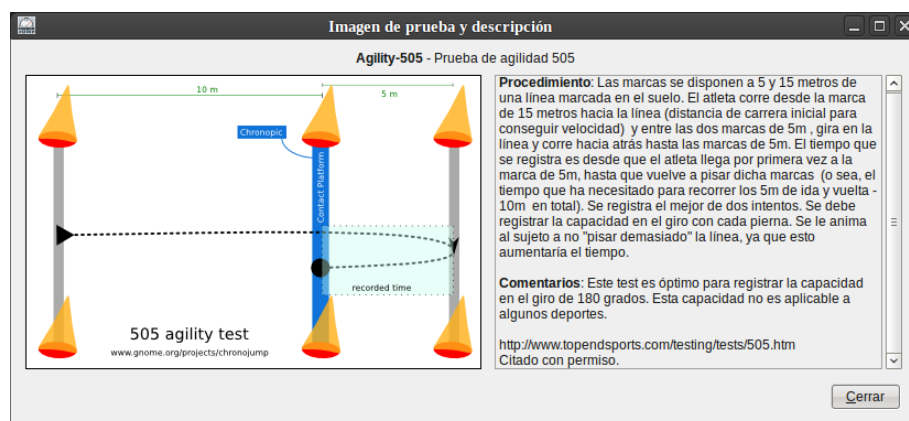 Imagen de prueba y descripción
Agility-505 - Prueba de agilidad 505
10 m
5 m
Chronopic
Contact Platform
recorded time
505 agility test
www.gnome.org/projects/chronojump
Procedimiento: Las marcas se disponen a 5 y 15 metros de
una línea marcada en el suelo. El atleta corre desde la marca
de 15 metros hacia la línea (distancia de carrera inicial para
conseguir velocidad)  y entre las dos marcas de 5m , gira en la
línea y corre hacia atrás hasta las marcas de 5m. El tiempo que
se registra es desde que el atleta llega por primera vez a la
marca de 5m, hasta que vuelve a pisar dicha marcas  (o sea, el
tiempo que ha necesitado para recorrer los 5m de ida y vuelta -
10m  en total). Se registra el mejor de dos intentos. Se debe
registrar la capacidad en el giro con cada pierna. Se le anima
al sujeto a no "pisar demasiado" la línea, ya que esto
aumentaría el tiempo.
Comentarios: Este test es óptimo para registrar la capacidad
en el giro de 180 grados. Esta capacidad no es aplicable a
algunos deportes.
http://www.topendsports.com/testing/tests/505.htm
Citado con permiso.
Cerrar